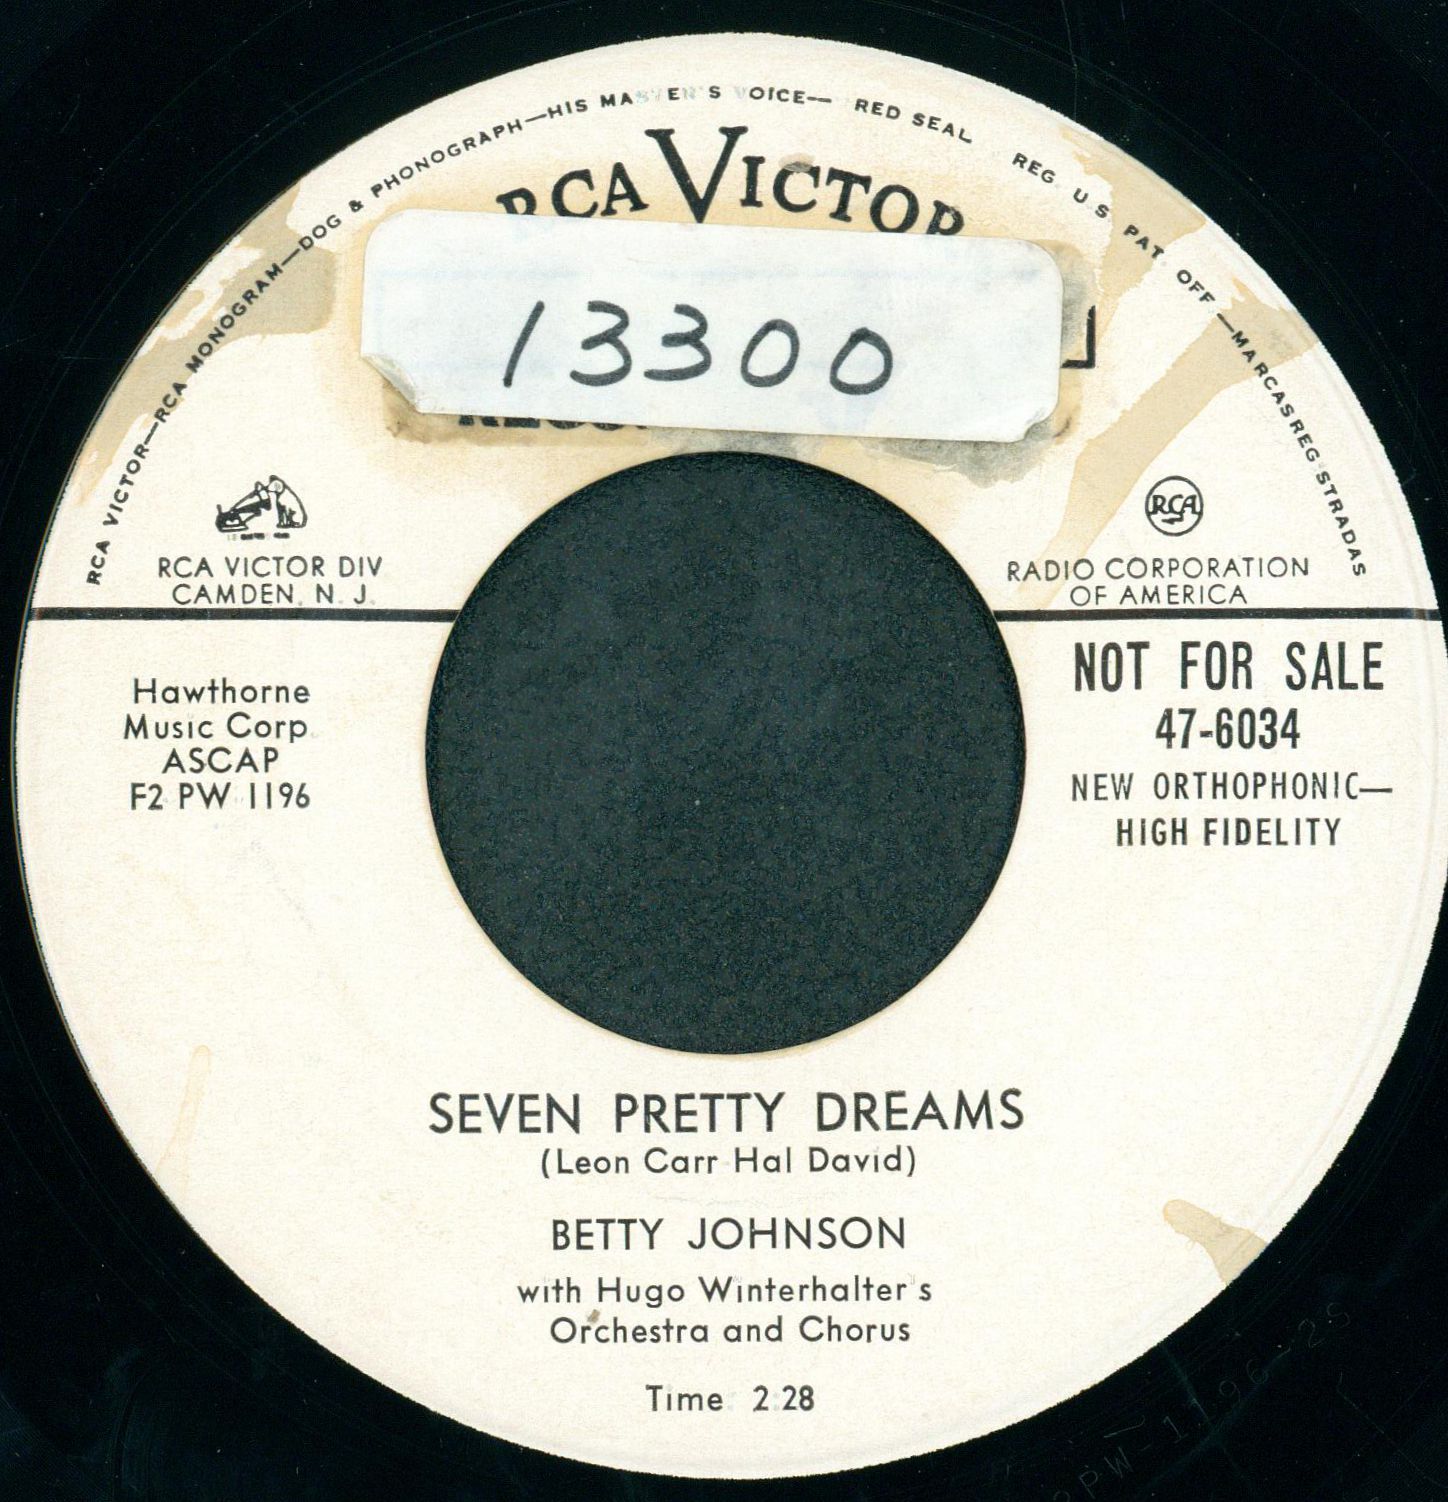 RCA VICTOR—RCA MONOGRAM—DOG & PHONOGRAPH—HIS MASTER'S VOICE— RED SEAL REG. U.S. PAT. OFF.—MARCAS REGISTRADAS
RCA VICTOR
13300
RCA VICTOR DIV
CAMDEN, N. J.
RCA
RADIO CORPORATION
OF AMERICA
Hawthorne
Music Corp.
ASCAP
F2 PW 1196
NOT FOR SALE
47-6034
NEW ORTHOPHONIC—
HIGH FIDELITY
SEVEN PRETTY DREAMS
(Leon Carr Hal David)
BETTY JOHNSON
with Hugo Winterhalter's
Orchestra and Chorus
Time 2:28